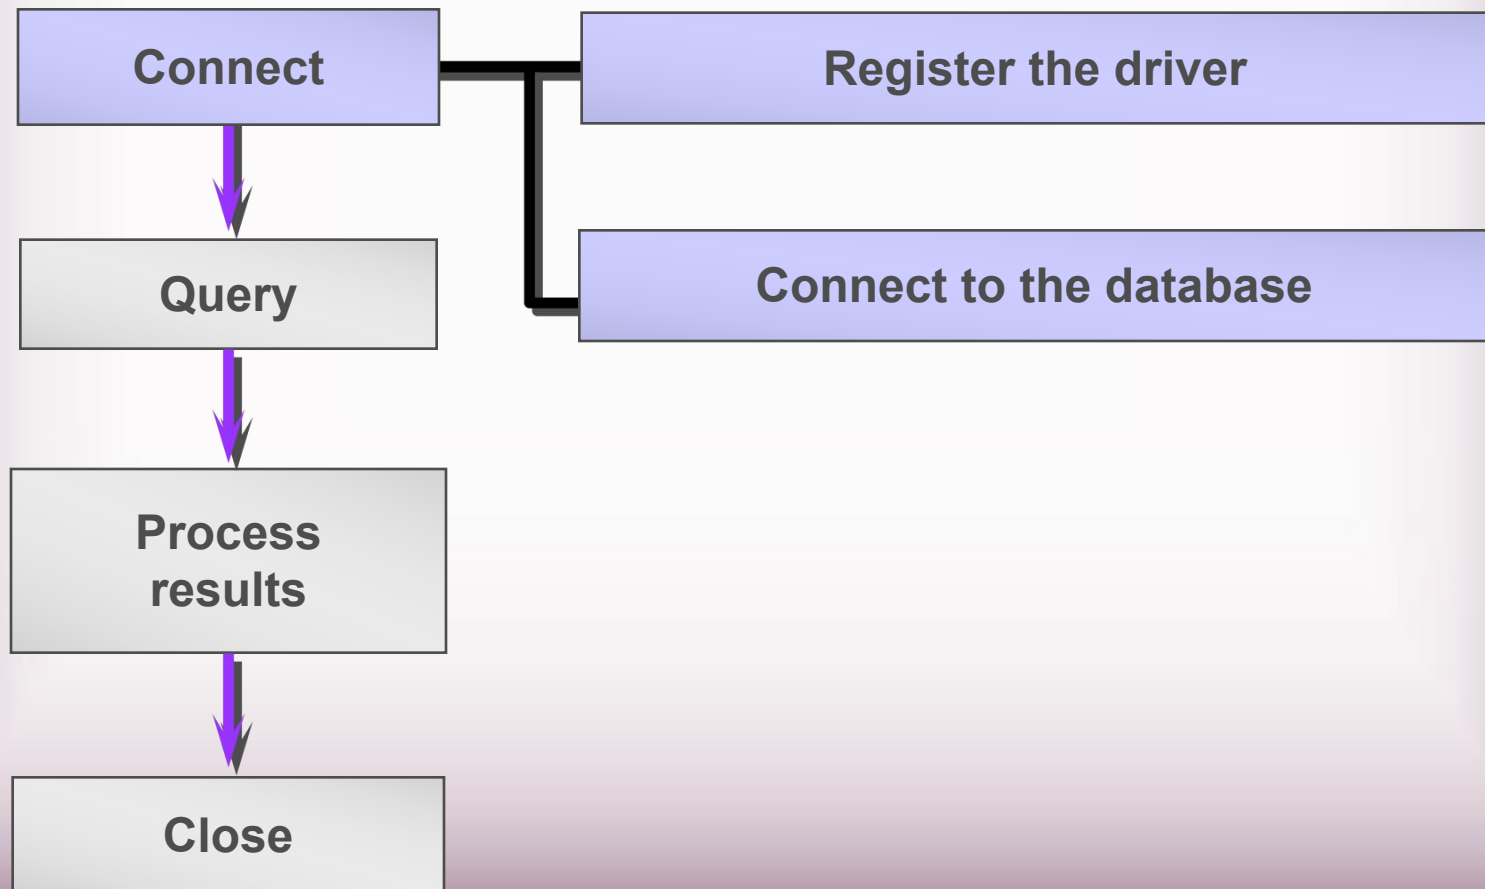 Connect
Register the driver
Query
Connect to the database
Process
results
Close